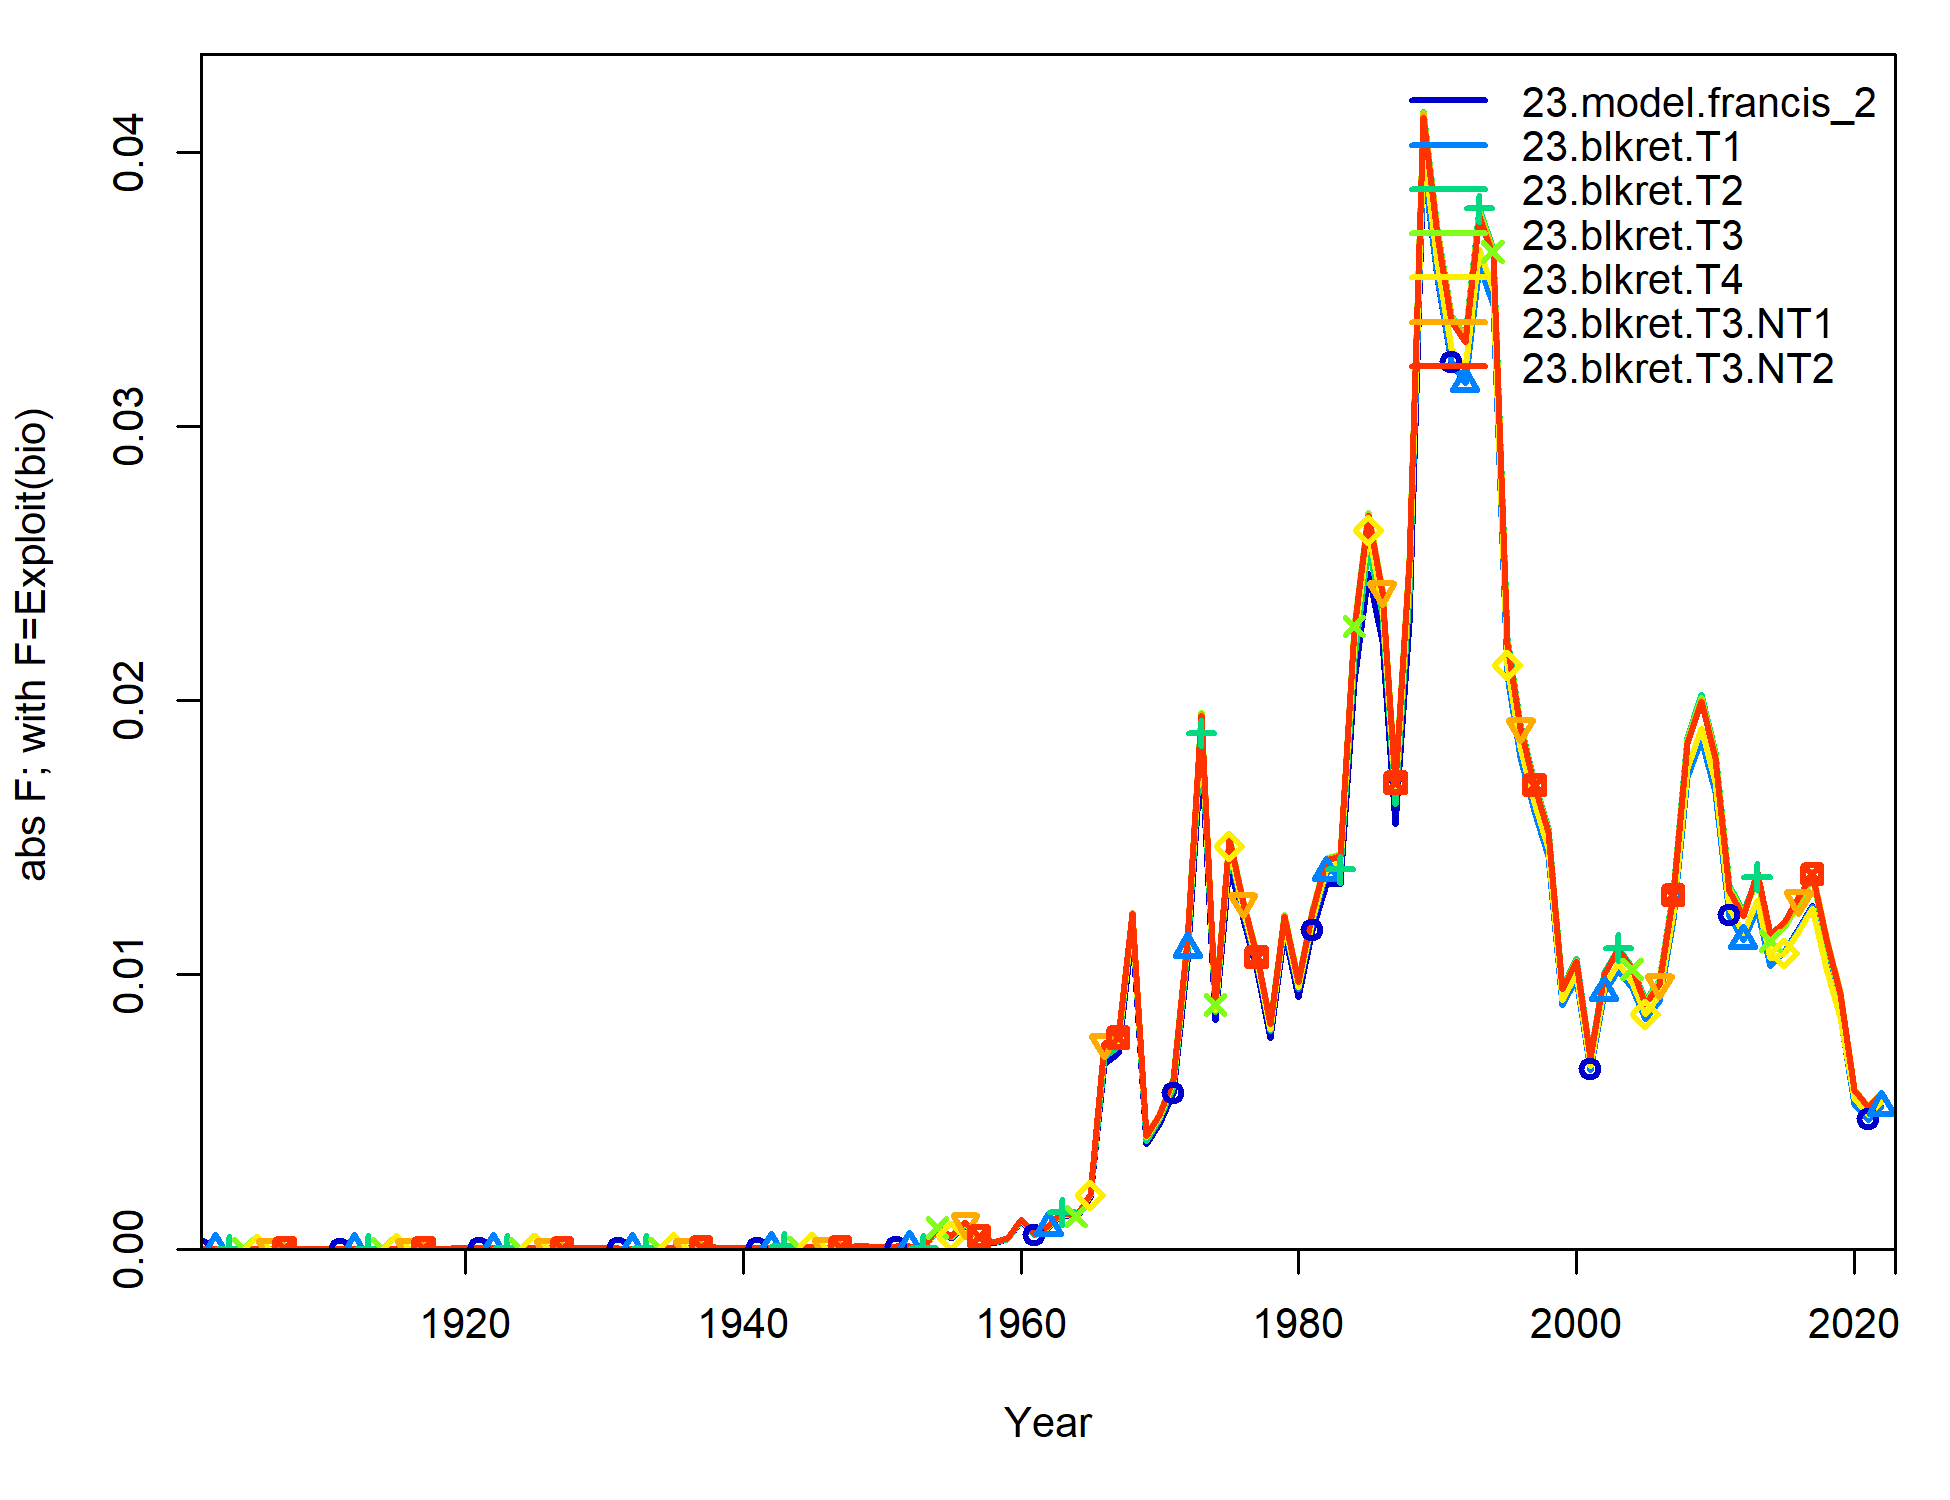 23.model.francis_2
23.blkret.T1
23.blkret.T2
23.blkret.T3
23.blkret.T4
23.blkret.T3.NT1
23.blkret.T3.NT2
abs F; with F=Exploit(bio)
0.04
0.03
0.02
0.01
0.00
1920 1940 1960 1980 2000 2020
Year